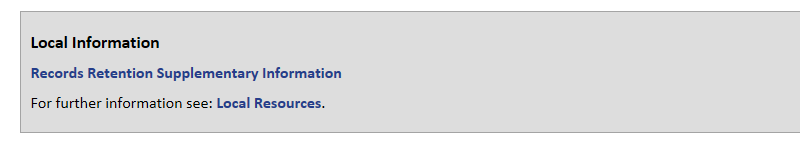 Local Information
Records Retention Supplementary Information
For further information see: Local Resources.